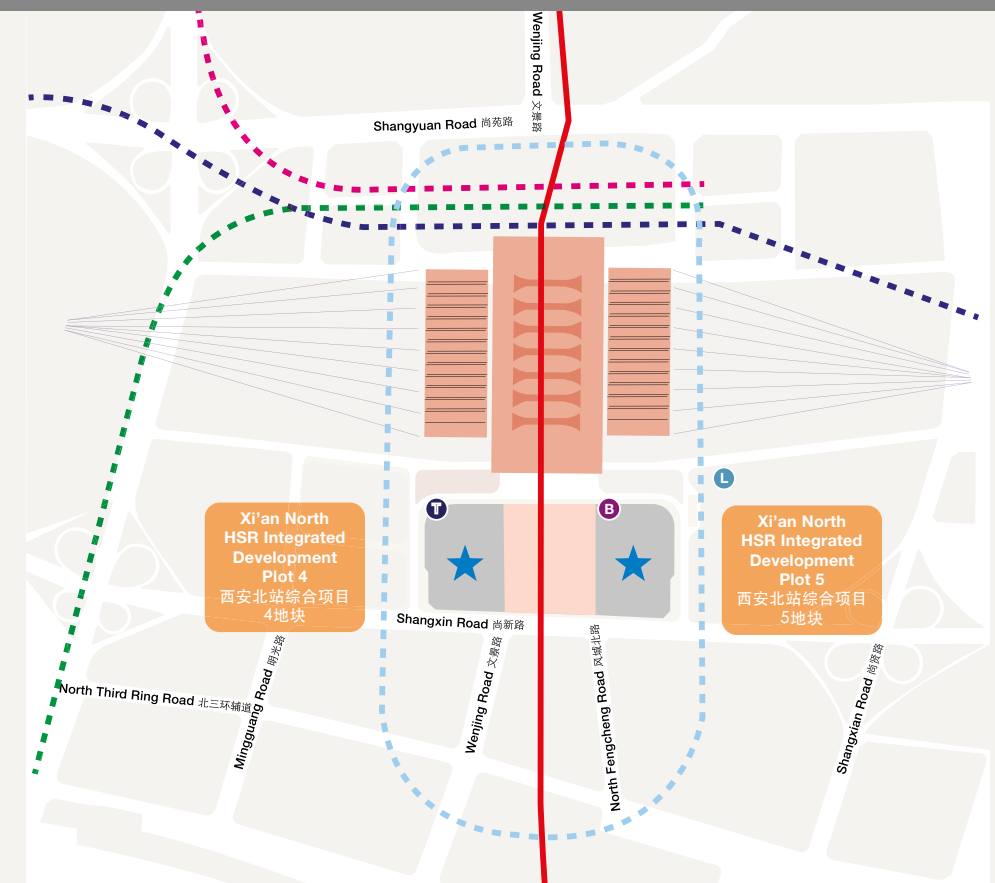 Wenjing Road 文景路
Shangyuan Road 尚苑路
L
T
B
Xi'an North
HSR Integrated
Development
Plot 4
西安北站综合项目
4地块
Xi'an North
HSR Integrated
Development
Plot 5
西安北站综合项目
5地块
Shangxin Road 尚新路
North Third Ring Road 北三环辅道
Mingguang Road 明光路
Wenjing Road 文景路
North Fengcheng Road 风城北路
Shangxian Road 尚贤路